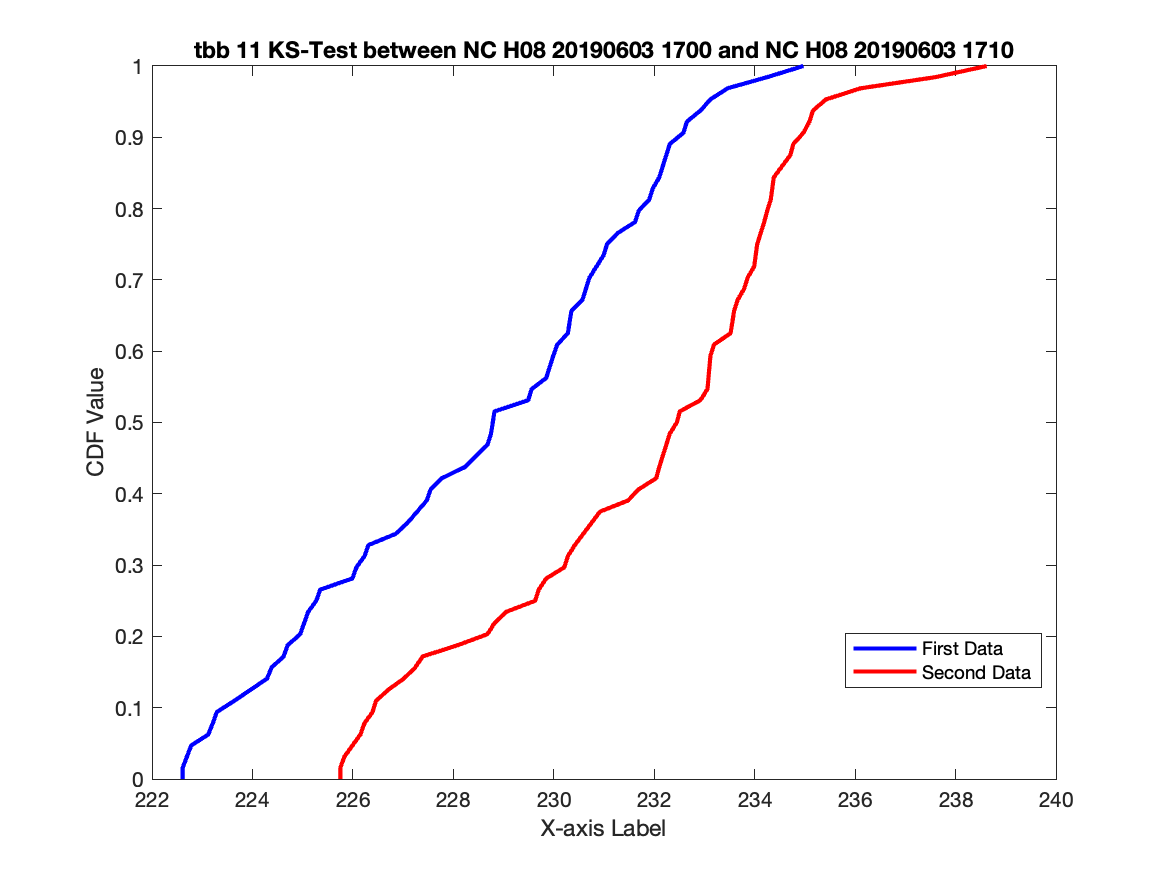 tbb 11 KS-Test between NC H08 20190603 1700 and NC H08 20190603 1710
1
0.9
0.8
0.7
0.6
0.5
0.4
0.3
0.2
0.1
0
CDF Value
First Data
Second Data
222 224 226 228 230 232 234 236 238 240
X-axis Label